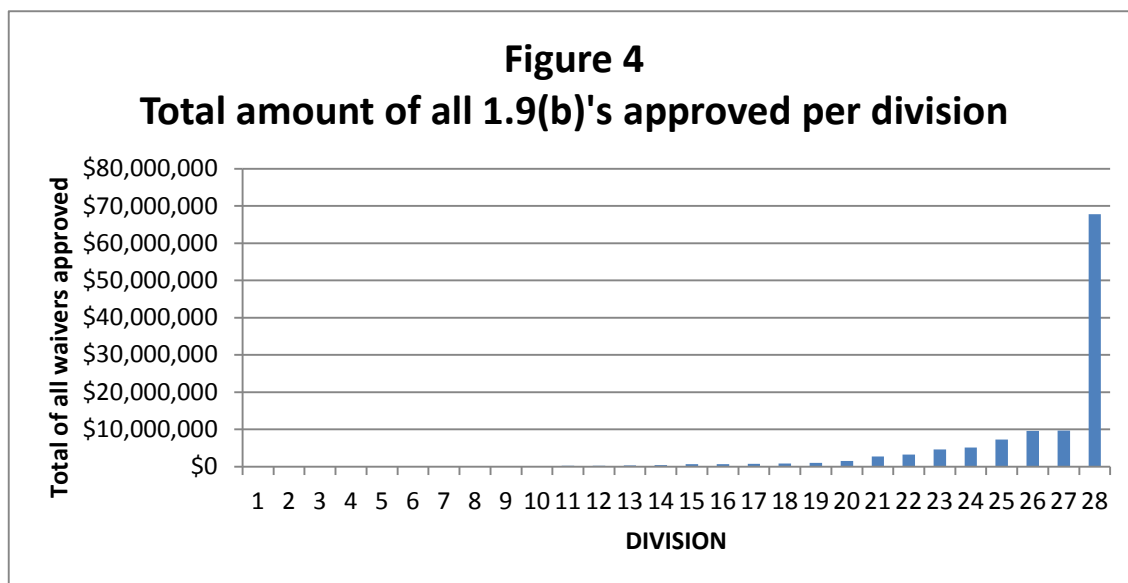 Figure 4
Total amount of all 1.9(b)'s approved per division
Total of all waivers approved
$80,000,000
$70,000,000
$60,000,000
$50,000,000
$40,000,000
$30,000,000
$20,000,000
$10,000,000
$0
1 2 3 4 5 6 7 8 9 10 11 12 13 14 15 16 17 18 19 20 21 22 23 24 25 26 27 28
DIVISION